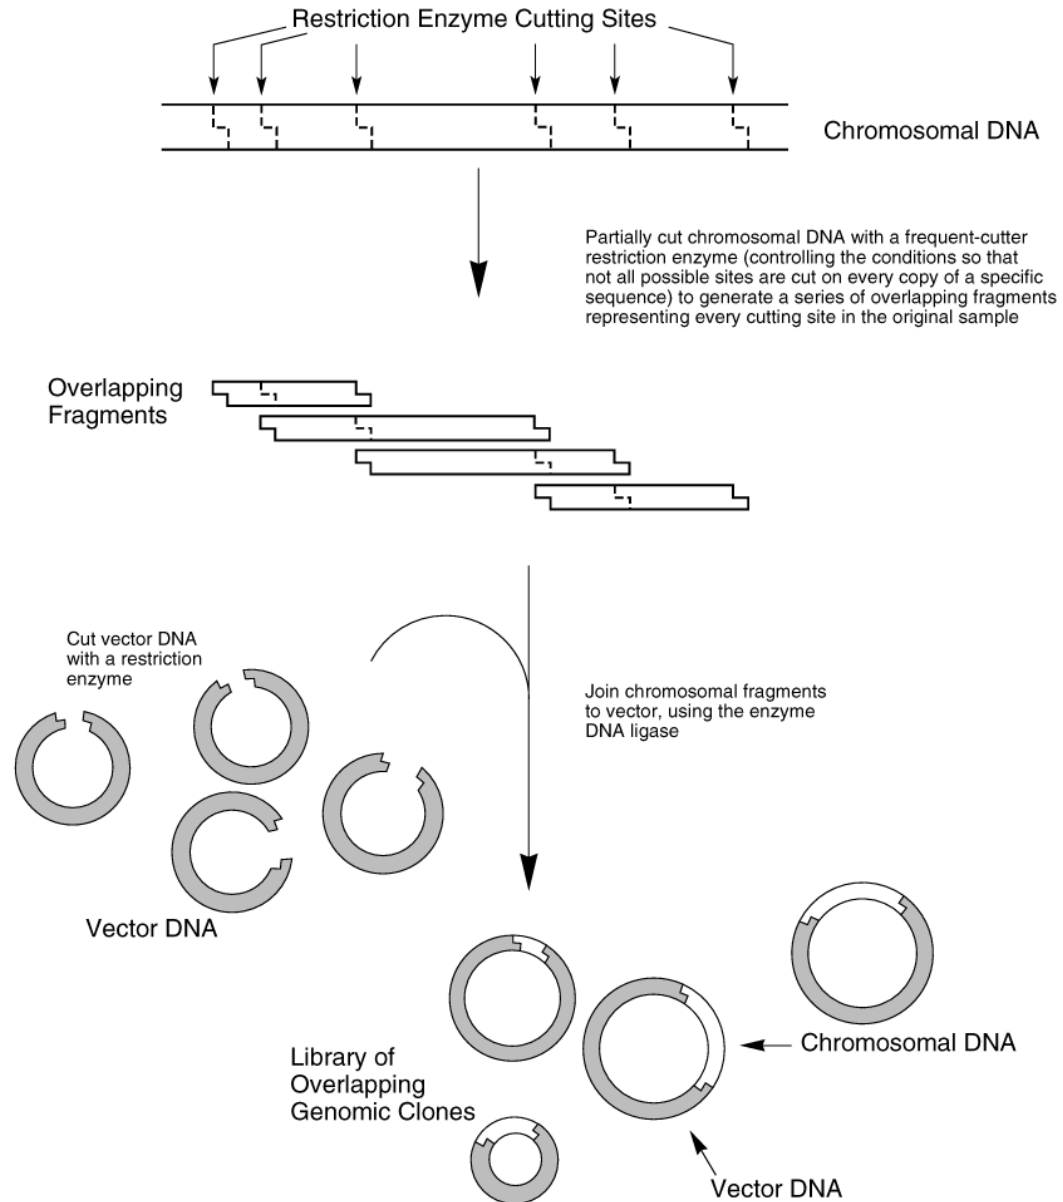 Restriction Enzyme Cutting Sites
Chromosomal DNA
Partially cut chromosomal DNA with a frequent-cutter
restriction enzyme (controlling the conditions so that
not all possible sites are cut on every copy of a specific
sequence) to generate a series of overlapping fragments
representing every cutting site in the original sample
Overlapping
Fragments
Cut vector DNA
with a restriction
enzyme
Join chromosomal fragments
to vector, using the enzyme
DNA ligase
Vector DNA
Chromosomal DNA
Library of
Overlapping
Genomic Clones
Vector DNA